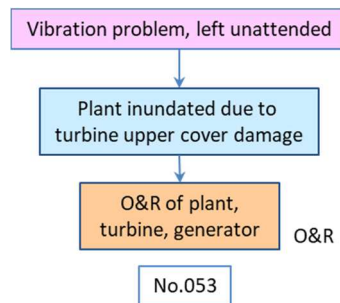 Vibration problem, left unattended
Plant inundated due to
turbine upper cover damage
O&R of plant,
turbine, generator
O&R
No.053